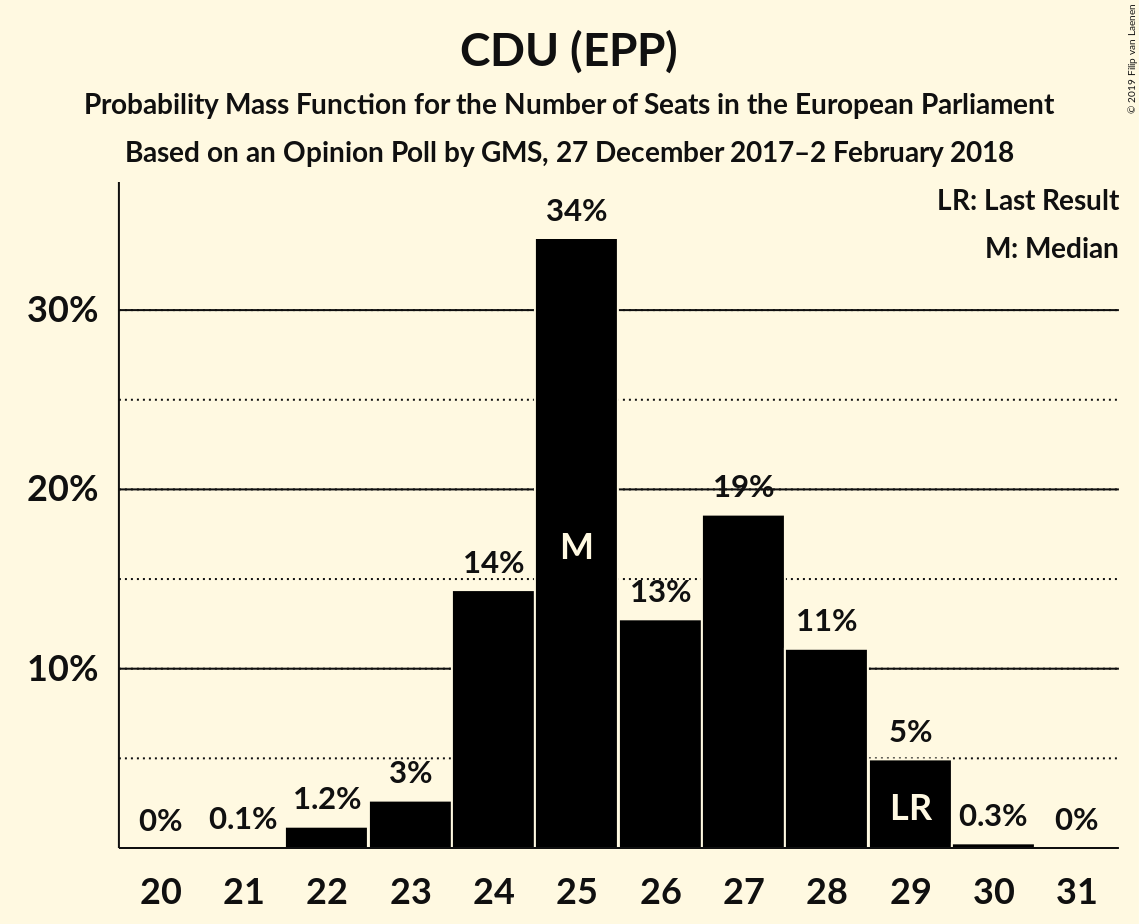 CDU (EPP)
Probability Mass Function for the Number of Seats in the European Parliament
Based on an Opinion Poll by GMS, 27 December 2017–2 February 2018
© 2019 Filip van Laenen
LR: Last Result
M: Median
30%
20%
10%
0%
0.1%
1.2%
3%
14%
34%
13%
19%
11%
5%
0.3%
0%
M
LR
20 21 22 23 24 25 26 27 28 29 30 31